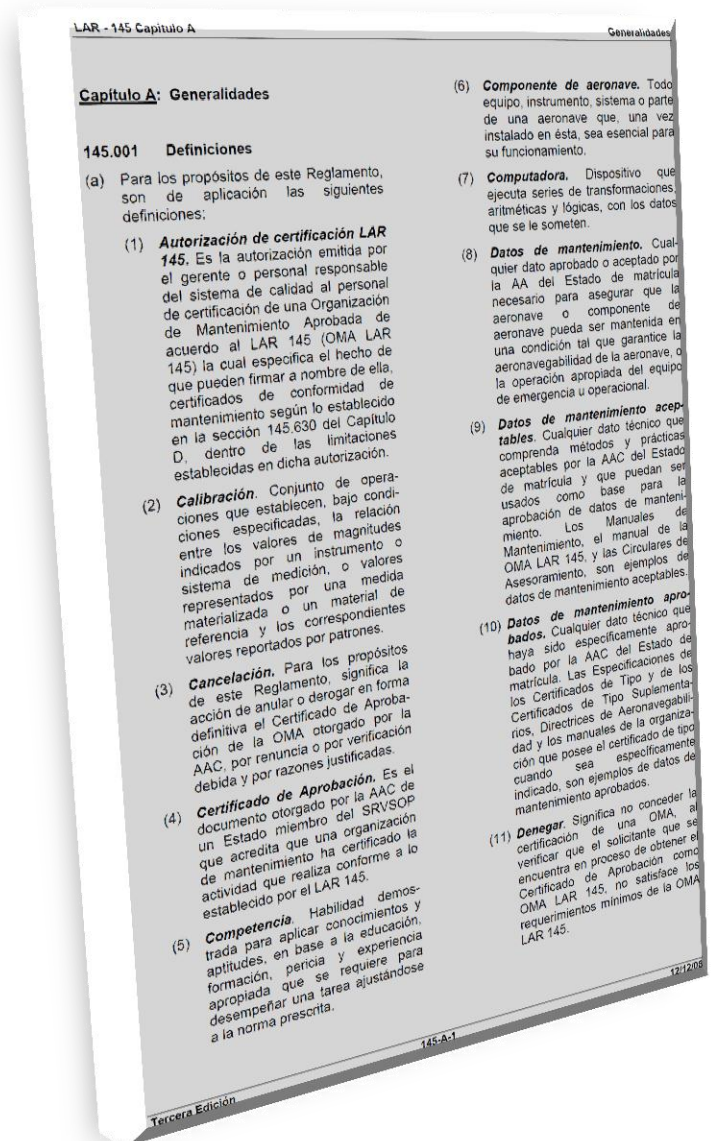 LAR - 145 Capitulo A
Generalidades
Capítulo A: Generalidades
145.001 Definiciones
(a) Para los propósitos de este Reglamento,
son de aplicación las siguientes
definiciones:
(1) Autorización de certificación LAR
145. Es la autorización emitida por
el gerente o personal responsable
del sistema de calidad al personal
de certificación de una Organización
de Mantenimiento Aprobada de
acuerdo al LAR 145 (OMA LAR
145) la cual especifica el hecho de
que pueden firmar a nombre de ella,
certificados de conformidad de
mantenimiento según lo establecido
en la sección 145.630 del Capítulo
D, dentro de las limitaciones
establecidas en dicha autorización.
(2) Calibración. Conjunto de opera-
ciones que establecen, bajo condi-
ciones especificadas, la relación
entre los valores de magnitudes
indicados por un instrumento o
sistema de medición, o valores
representados por una medida
materializada o un material de
referencia y los correspondientes
valores reportados por patrones.
(3) Cancelación. Para los propósitos
de este Reglamento, significa la
acción de anular o derogar en forma
definitiva el Certificado de Aproba-
ción de la OMA otorgado por la
AAC, por renuncia o por verificación
debida y por razones justificadas.
(4) Certificado de Aprobación. Es el
documento otorgado por la AAC de
un Estado miembro del SRVSOP
que acredita que una organización
de mantenimiento ha certificado la
actividad que realiza conforme a lo
establecido por el LAR 145.
(5) Competencia. Habilidad demos-
trada para aplicar conocimientos y
aptitudes, en base a la educación,
formación, pericia y experiencia
apropiada que se requiere para
desempeñar una tarea ajustándose
a la norma prescrita.
(6) Componente de aeronave. Todo
equipo, instrumento, sistema o parte
de una aeronave que, una vez
instalado en ésta, sea esencial para
su funcionamiento.
(7) Computadora. Dispositivo que
ejecuta series de transformaciones,
aritméticas y lógicas, con los datos
que se le someten.
(8) Datos de mantenimiento. Cual-
quier dato aprobado o aceptado por
la AA del Estado de matrícula
necesario para asegurar que la
aeronave o componente de
aeronave pueda ser mantenida en
una condición tal que garantice la
aeronavegabilidad de la aeronave, o
la operación apropiada del equipo
de emergencia u operacional.
(9) Datos de mantenimiento acep-
tables. Cualquier dato técnico que
comprenda métodos y prácticas
aceptables por la AAC del Estado
de matrícula y que puedan ser
usados como base para la
aprobación de datos de manteni-
miento. Los Manuales de
Mantenimiento, el manual de la
OMA LAR 145, y las Circulares de
Asesoramiento, son ejemplos de
datos de mantenimiento aceptables.
(10) Datos de mantenimiento apro-
bados. Cualquier dato técnico que
haya sido específicamente apro-
bado por la AAC del Estado de
matrícula. Las Especificaciones de
los Certificados de Tipo y de los
Certificados de Tipo Suplementa-
rios, Directrices de Aeronavegabili-
dad y los manuales de la organiza-
ción que posee el certificado de tipo
cuando sea específicamente
indicado, son ejemplos de datos de
mantenimiento aprobados.
(11) Denegar. Significa no conceder la
certificación de una OMA, al
verificar que el solicitante que se
encuentra en proceso de obtener el
Certificado de Aprobación como
OMA LAR 145, no satisface los
requerimientos mínimos de la OMA
LAR 145.
Tercera Edición
145-A-1
12/12/08